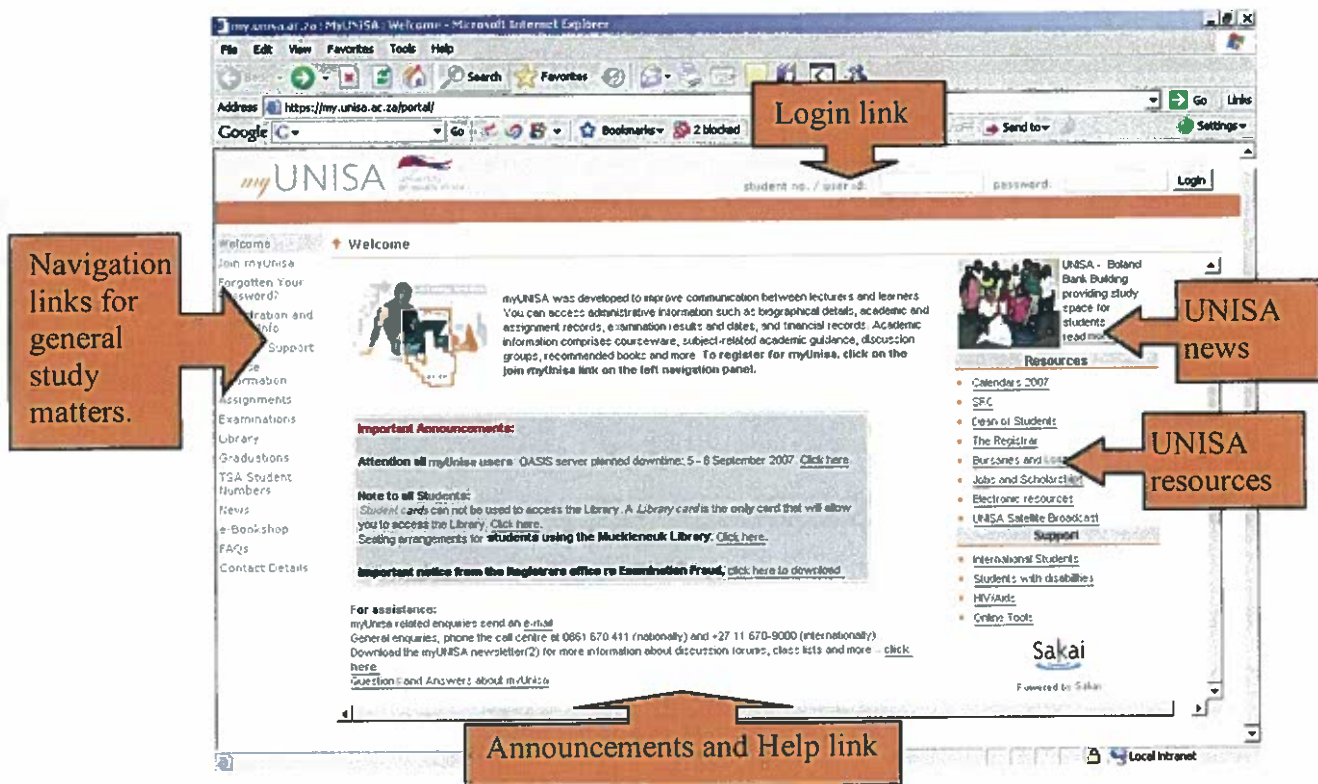 my.unisa.ac.za : MyUNISA : Welcome - Microsoft Internet Explorer
File Edit View Favorites Tools Help
Search Favorites
Address https://my.unisa.ac.za/portal/ Go Links
Google Go Bookmarks 2 blocked Send to Settings
Login link
myUNISA
student no. / user id: password: Login
Navigation links for general study matters.
Welcome
Join myUnisa
Forgotten Your
Password?
and
Info
Support
Information
Assignments
Examinations
Library
Graduations
TSA Student
Numbers
News
e-Bookshop
FAQs
Contact Details
Welcome
myUNISA was developed to improve communication between lecturers and learners
You can access administrative information such as biographical details, academic and
assignment records, examination results and dates, and financial records. Academic
information comprises courseware, subject-related academic guidance, discussion
groups, recommended books and more. To register for myUnisa, click on the
join myUnisa link on the left navigation panel.
Important Announcements:
Attention all myUnisa users: OASIS server planned downtime: 5 - 8 September 2007. Click here
Note to all Students:
Student cards can not be used to access the Library. A Library card is the only card that will allow
you to access the Library. Click here.
Seating arrangements for students using the Muckleneuk Library. Click here.
Important notice from the Registrars office re Examination Fraud, click here to download
For assistance:
myUnisa related enquiries send an e-mail
General enquiries, phone the call centre at 0861 670 411 (nationally) and +27 11 670-9000 (internationally)
Download the myUNISA newsletter(2) for more information about discussion forums, class lists and more - click
here
Questions and Answers about myUnisa
UNISA - Boland
Bank Building
providing study
space for
students
read more
UNISA
news
Resources
Calendars 2007
SRC
Dean of Students
The Registrar
Bursaries and
Jobs and Scholarships
Electronic resources
UNISA Satellite Broadcast
UNISA
resources
Support
International Students
Students with disabilities
HIV/Aids
Online Tools
Sakai
Powered by Sakai
Announcements and Help link
Local intranet